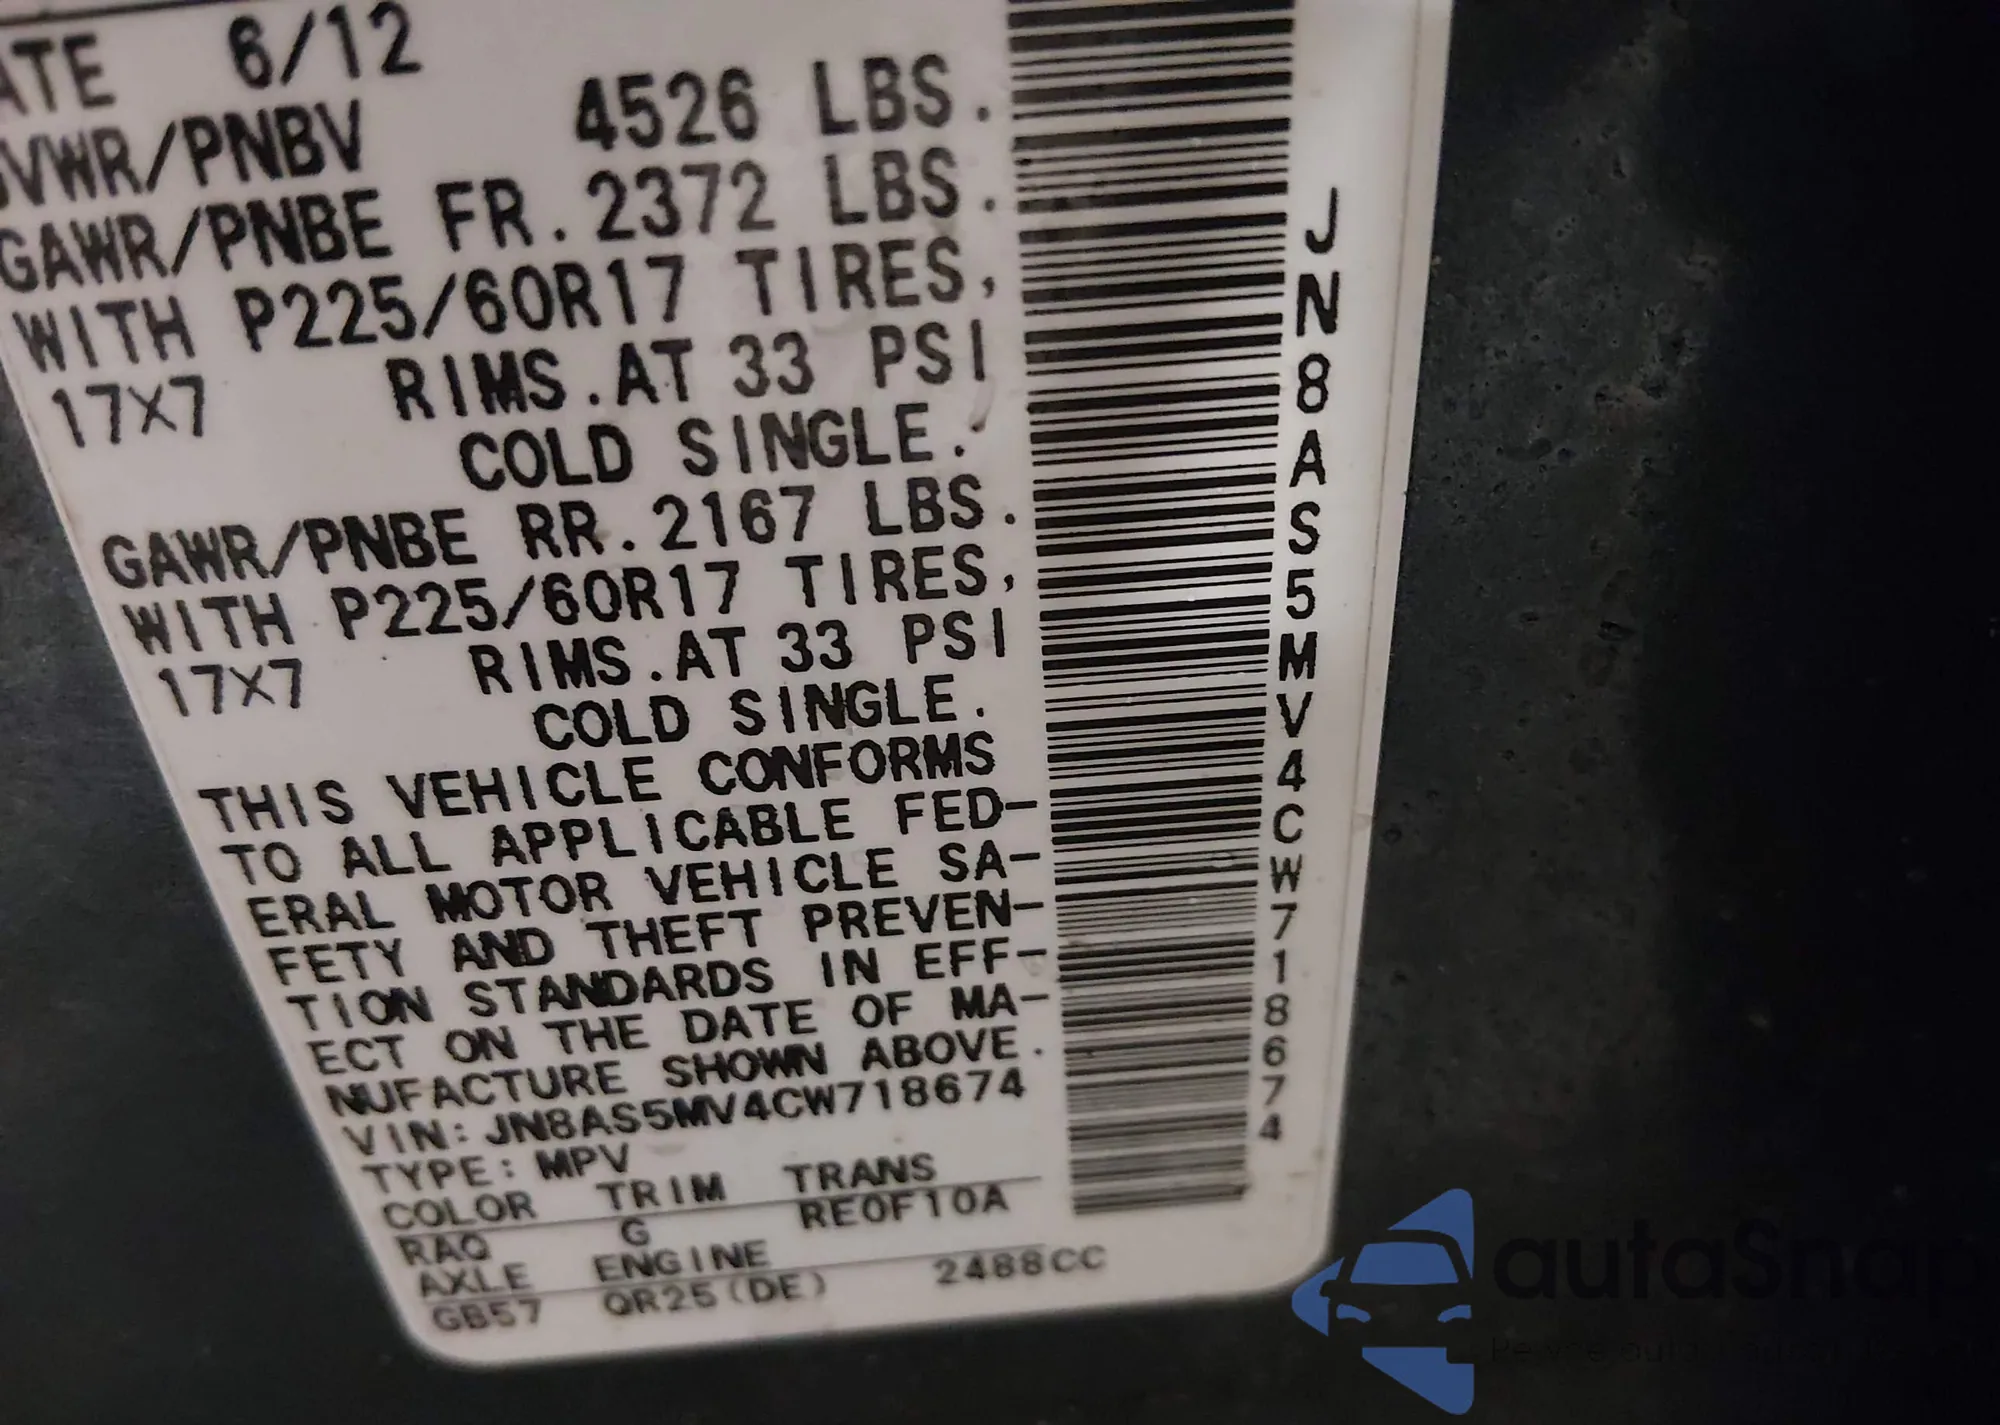 ATE 6/12
GVWR/PNBV 4526 LBS.
GAWR/PNBE FR. 2372 LBS.
WITH P225/60R17 TIRES,
17X7 RIMS.AT 33 PSI
COLD SINGLE.
GAWR/PNBE RR. 2167 LBS.
WITH P225/60R17 TIRES,
17X7 RIMS.AT 33 PSI
COLD SINGLE.
THIS VEHICLE CONFORMS
TO ALL APPLICABLE FED-
ERAL MOTOR VEHICLE SA-
FETY AND THEFT PREVEN-
TION STANDARDS IN EFF-
ECT ON THE DATE OF MA-
NUFACTURE SHOWN ABOVE.
VIN: JN8AS5MV4CW718674
TYPE: MPV
COLOR TRIM TRANS
RAQ G RE0F10A
AXLE ENGINE
GB57 QR25(DE) 2488CC
JN8AS5MV4CW718674
autaSnap